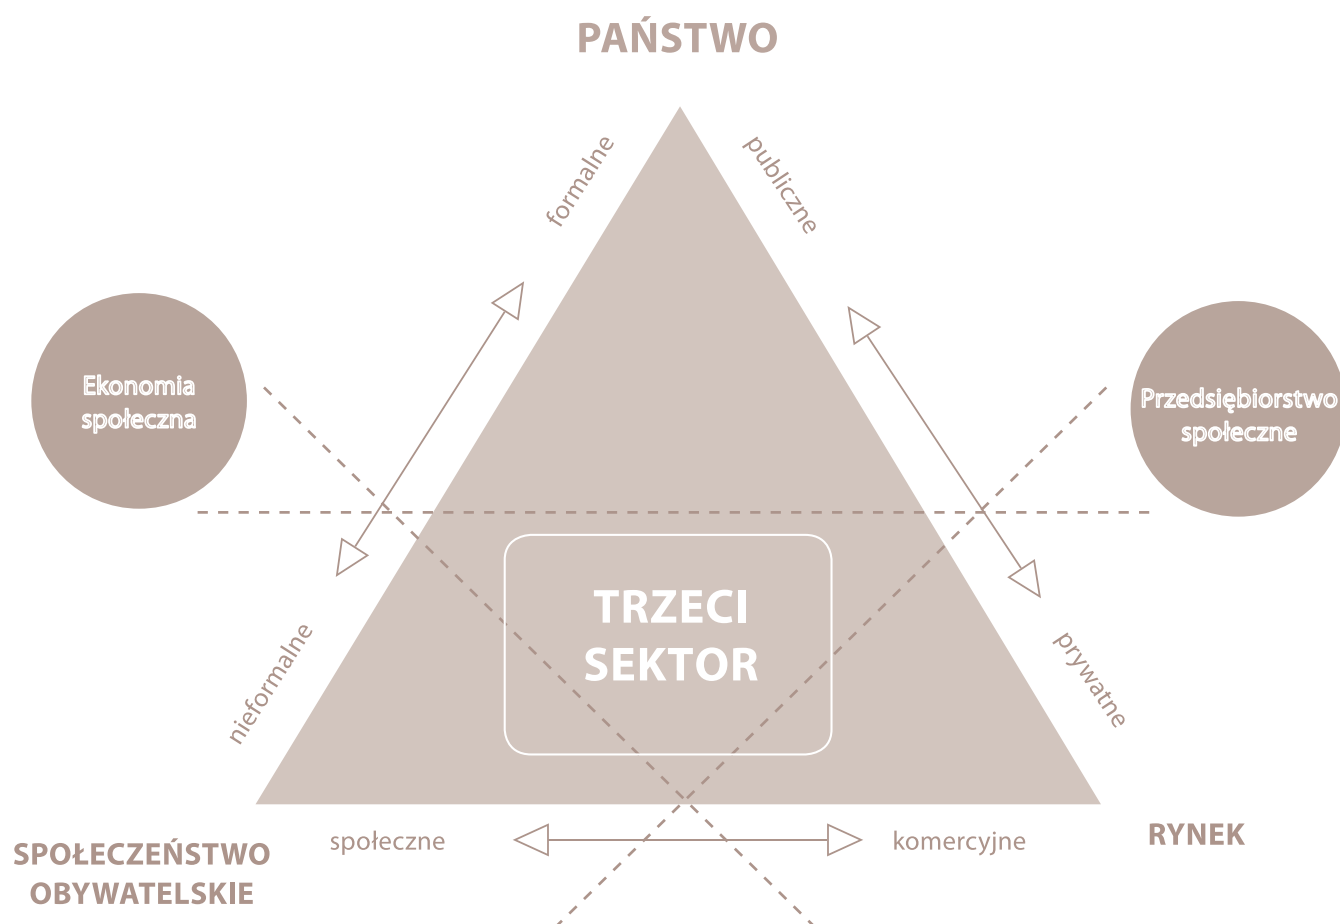 PAŃSTWO
formalne
publiczne
Ekonomia
społeczna
Przedsiębiorstwo
społeczne
TRZECI
SEKTOR
nieformalne
prywatne
społeczne
komercyjne
RYNEK
SPOŁECZEŃSTWO
OBYWATELSKIE